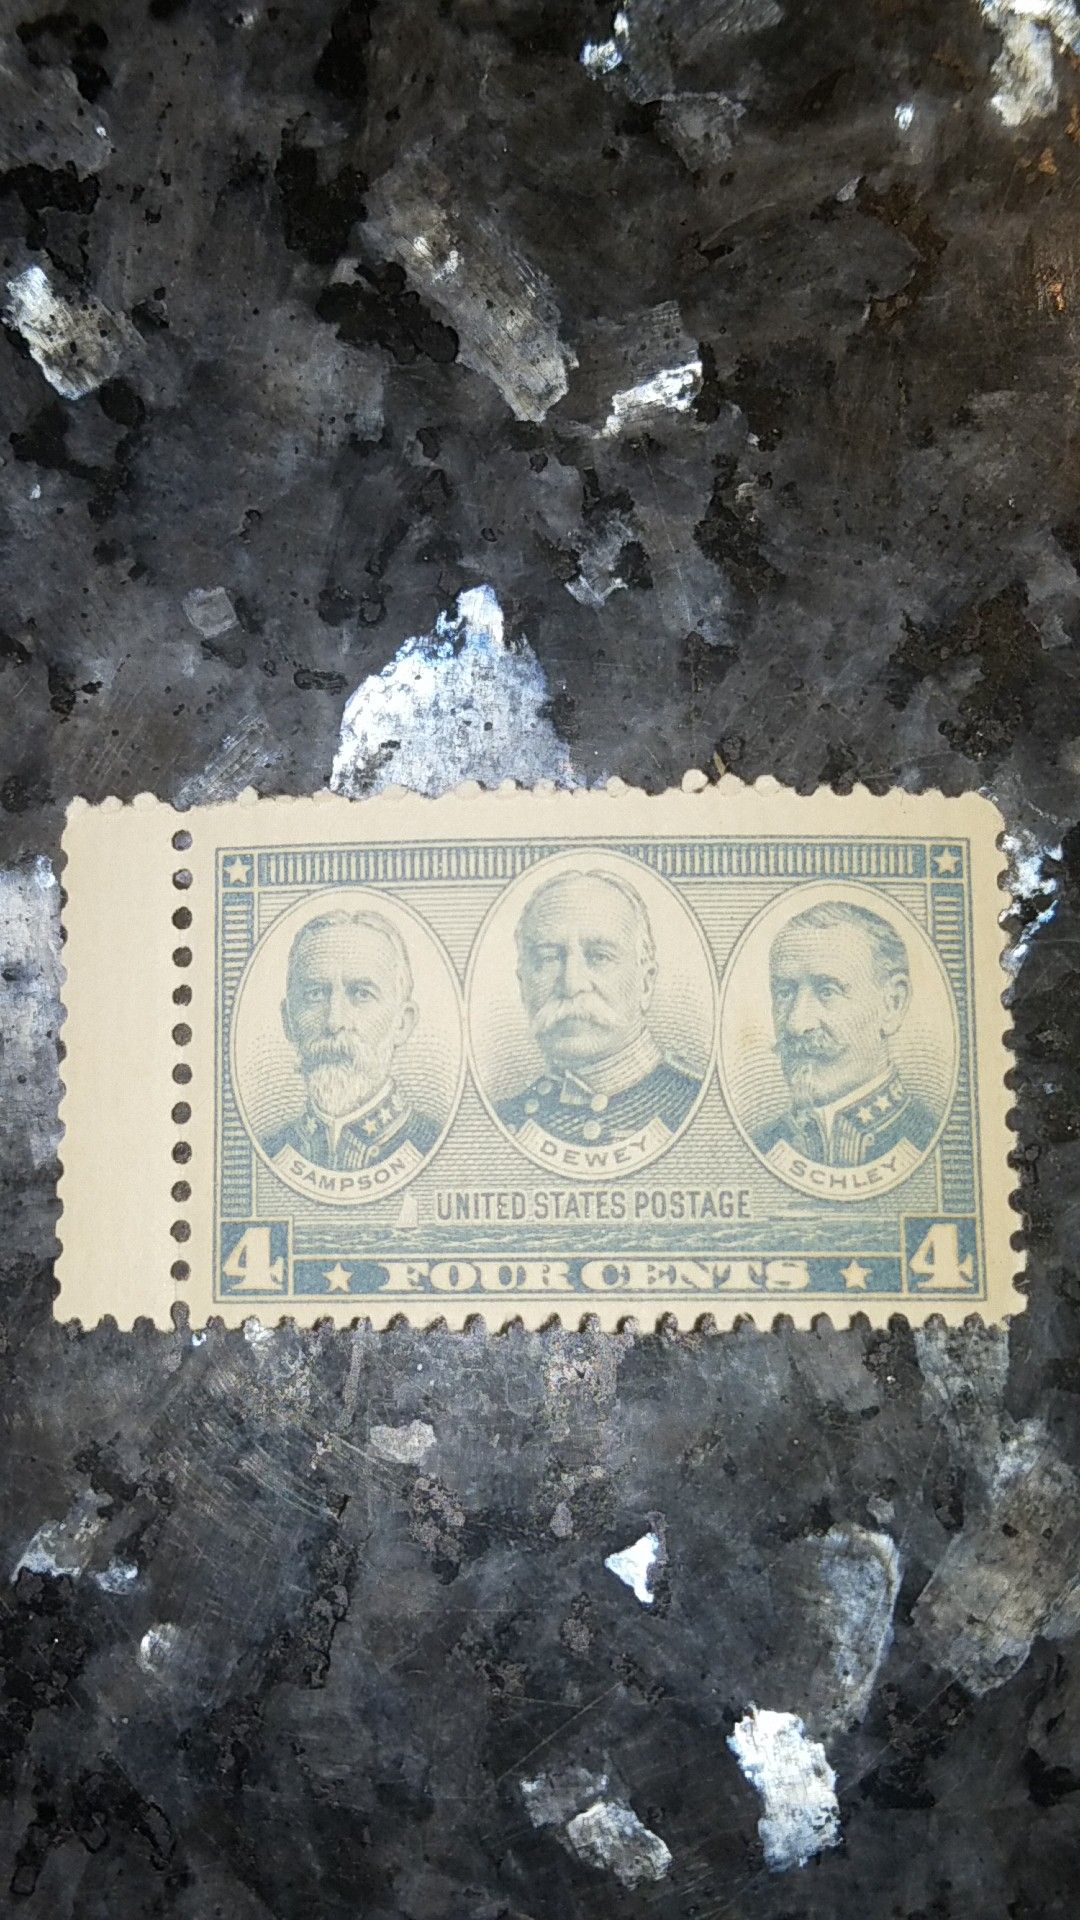 SAMPSON
DEWEY
SCHLEY
UNITED STATES POSTAGE
4 FOUR CENTS 4